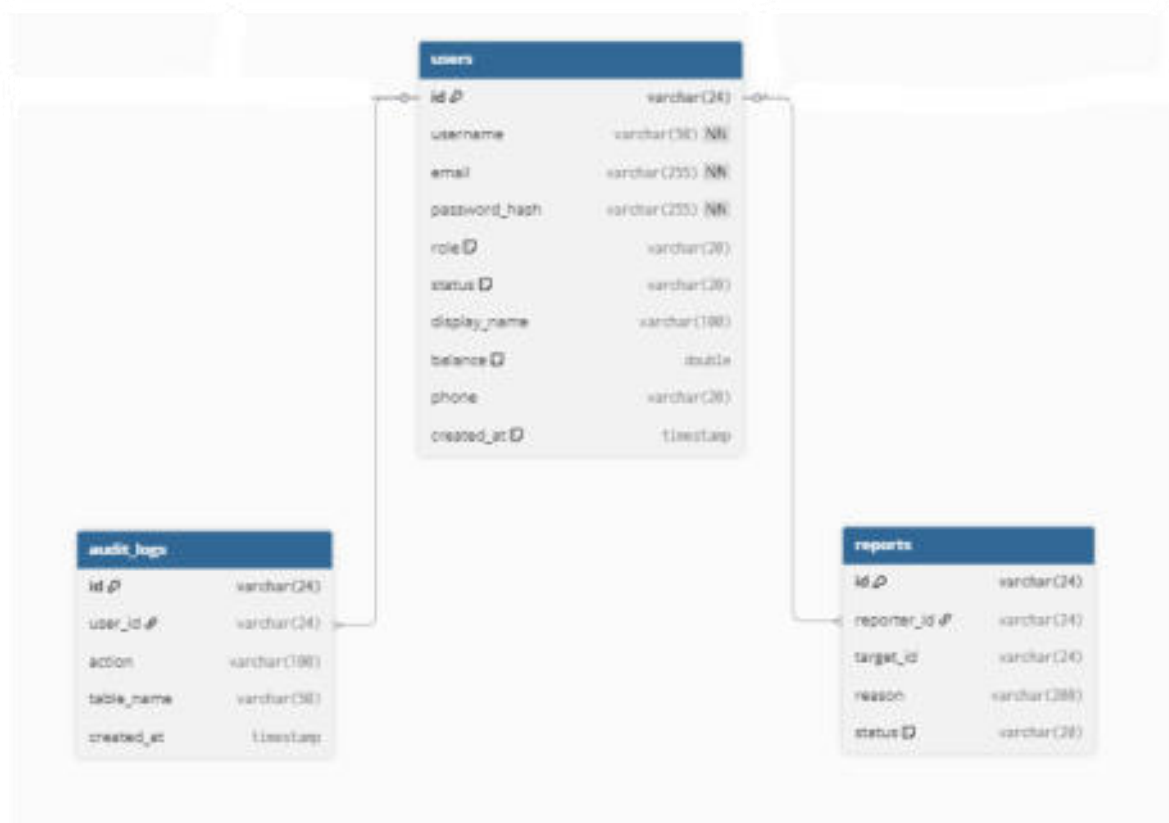 users
id varchar(24)
username varchar(50) NN
email varchar(255) NN
password_hash varchar(255) NN
role varchar(20)
status varchar(20)
display_name varchar(100)
balance double
phone varchar(20)
created_at timestamp
audit_logs
id varchar(24)
user_id varchar(24)
action varchar(100)
table_name varchar(50)
created_at timestamp
reports
id varchar(24)
reporter_id varchar(24)
target_id varchar(24)
reason varchar(200)
status varchar(20)